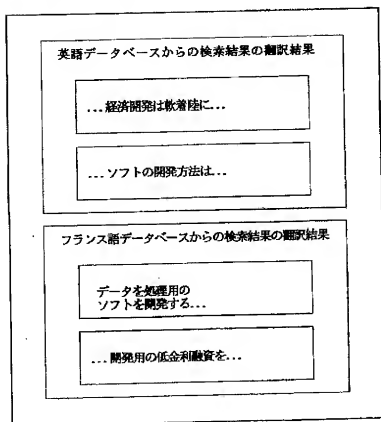 英語データベースからの検索結果の翻訳結果
...経済開発は軟着陸に...
...ソフトの開発方法は...
フランス語データベースからの検索結果の翻訳結果
データを処理用の
ソフトを開発する...
...開発用の低金利融資を...